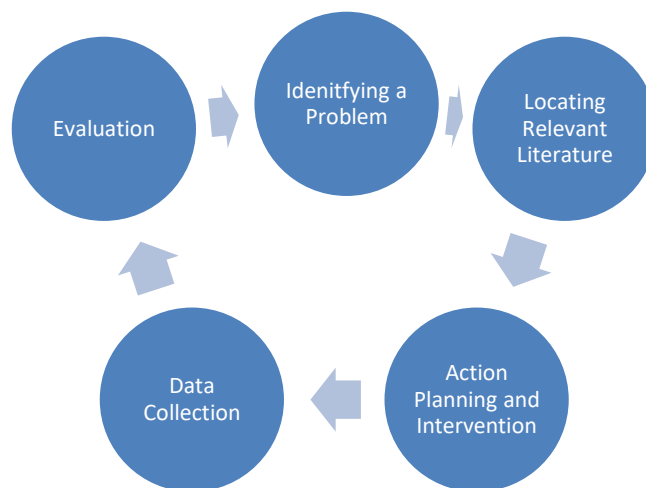 Idenitfying a
Problem
Locating
Relevant
Literature
Action
Planning and
Intervention
Data
Collection
Evaluation